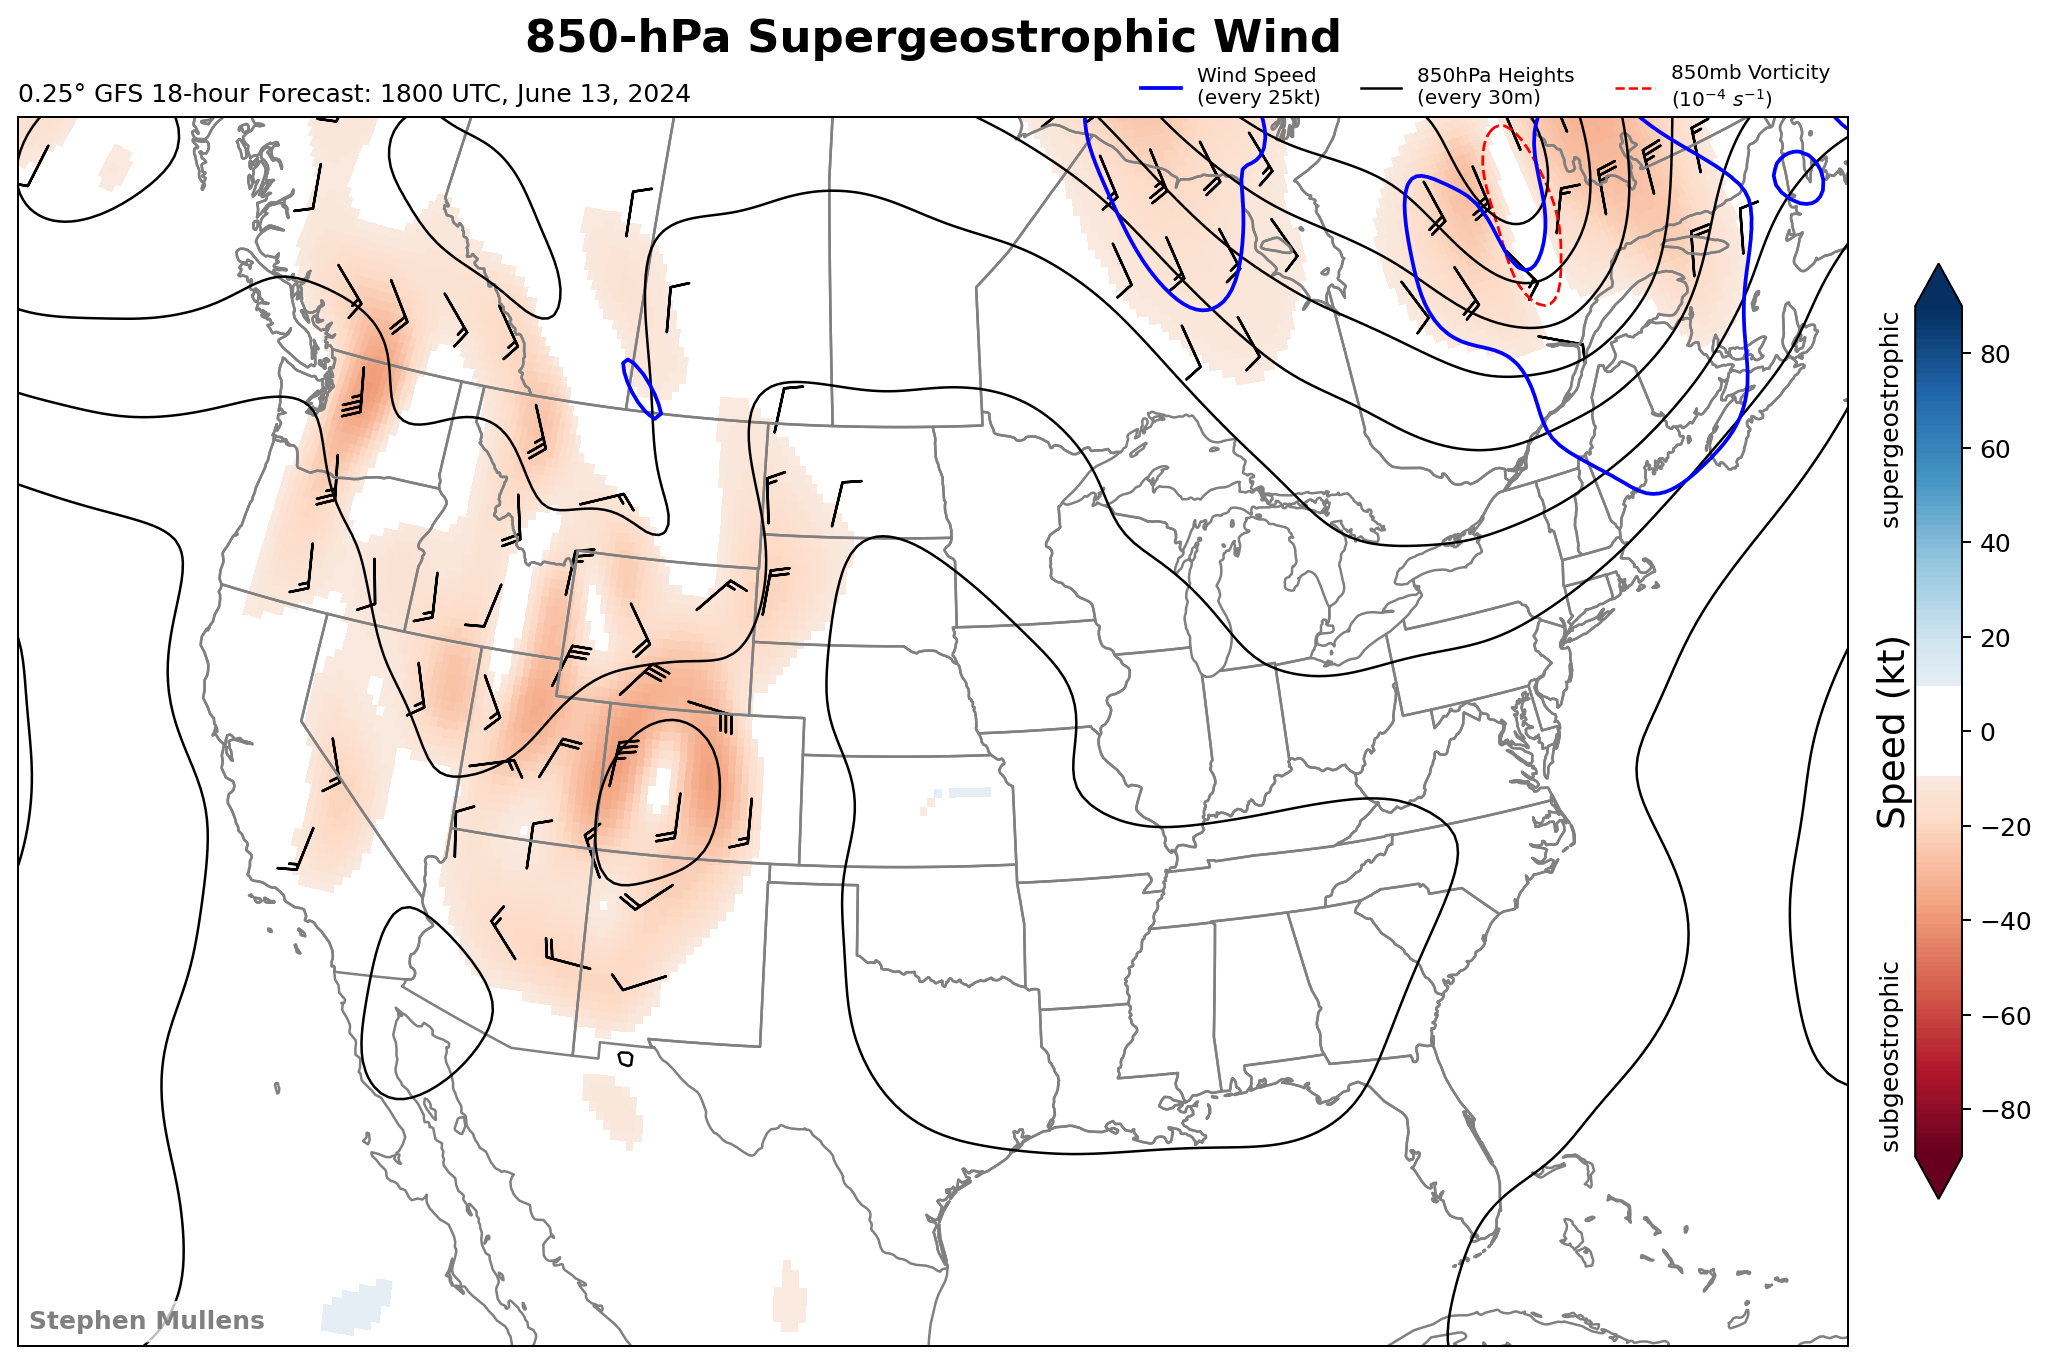 850-hPa Supergeostrophic Wind
0.25° GFS 18-hour Forecast: 1800 UTC, June 13, 2024
Wind Speed
(every 25kt)
850hPa Heights
(every 30m)
850mb Vorticity
(10⁻⁴ s⁻¹)
supergeostrophic
Speed (kt)
subgeostrophic
80
60
40
20
0
−20
−40
−60
−80
Stephen Mullens